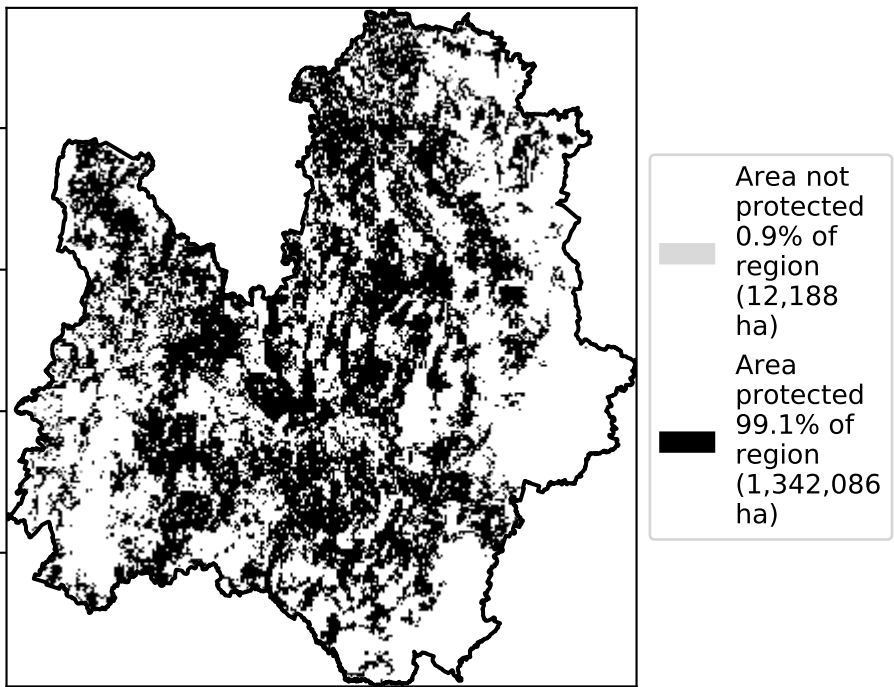 Area not
protected
0.9% of
region
(12,188
ha)
Area
protected
99.1% of
region
(1,342,086
ha)